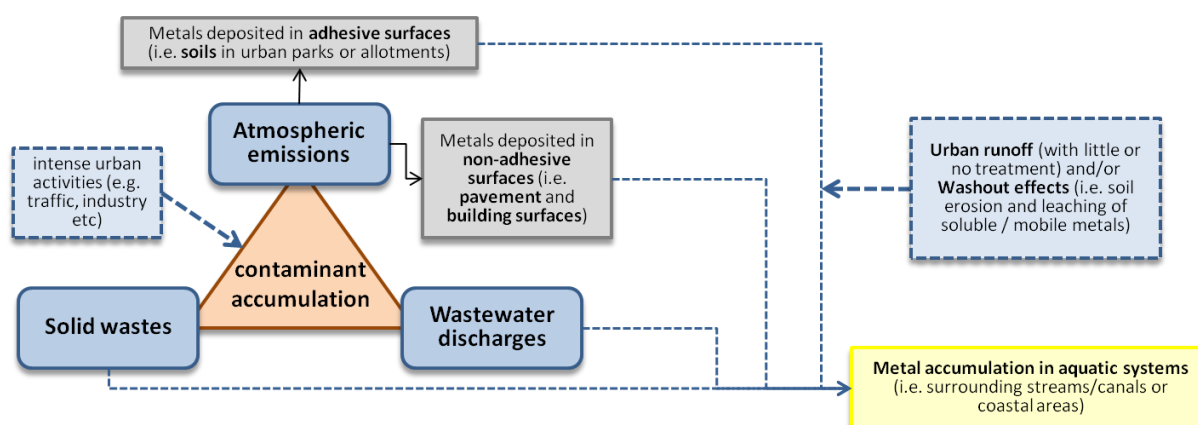 Metals deposited in adhesive surfaces
(i.e. soils in urban parks or allotments)
Atmospheric
emissions
Metals deposited in
non-adhesive
surfaces (i.e.
pavement and
building surfaces)
intense urban
activities (e.g.
traffic, industry
etc)
Urban runoff (with little or
no treatment) and/or
Washout effects (i.e. soil
erosion and leaching of
soluble / mobile metals)
contaminant
accumulation
Solid wastes
Wastewater
discharges
Metal accumulation in aquatic systems
(i.e. surrounding streams/canals or
coastal areas)